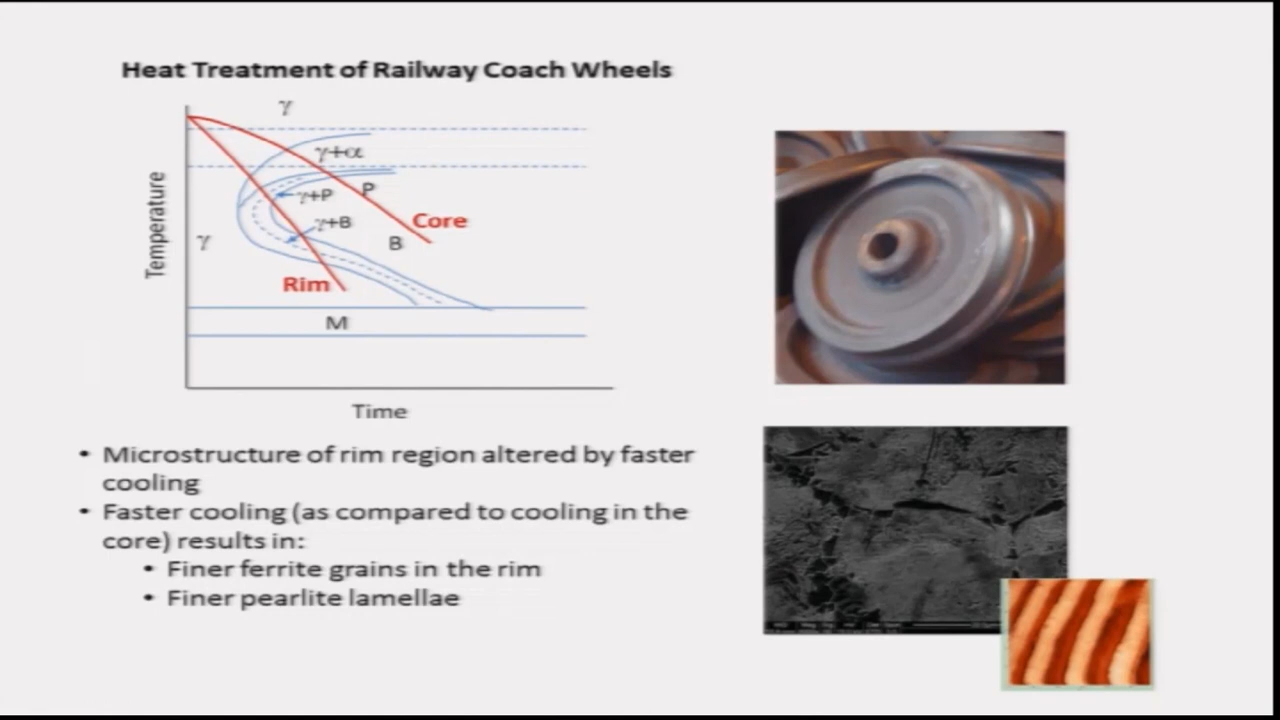 Heat Treatment of Railway Coach Wheels
γ
γ+α
γ+P
P
γ+B
Core
γ
B
Rim
M
Temperature
Time
• Microstructure of rim region altered by faster
cooling
• Faster cooling (as compared to cooling in the
core) results in:
• Finer ferrite grains in the rim
• Finer pearlite lamellae